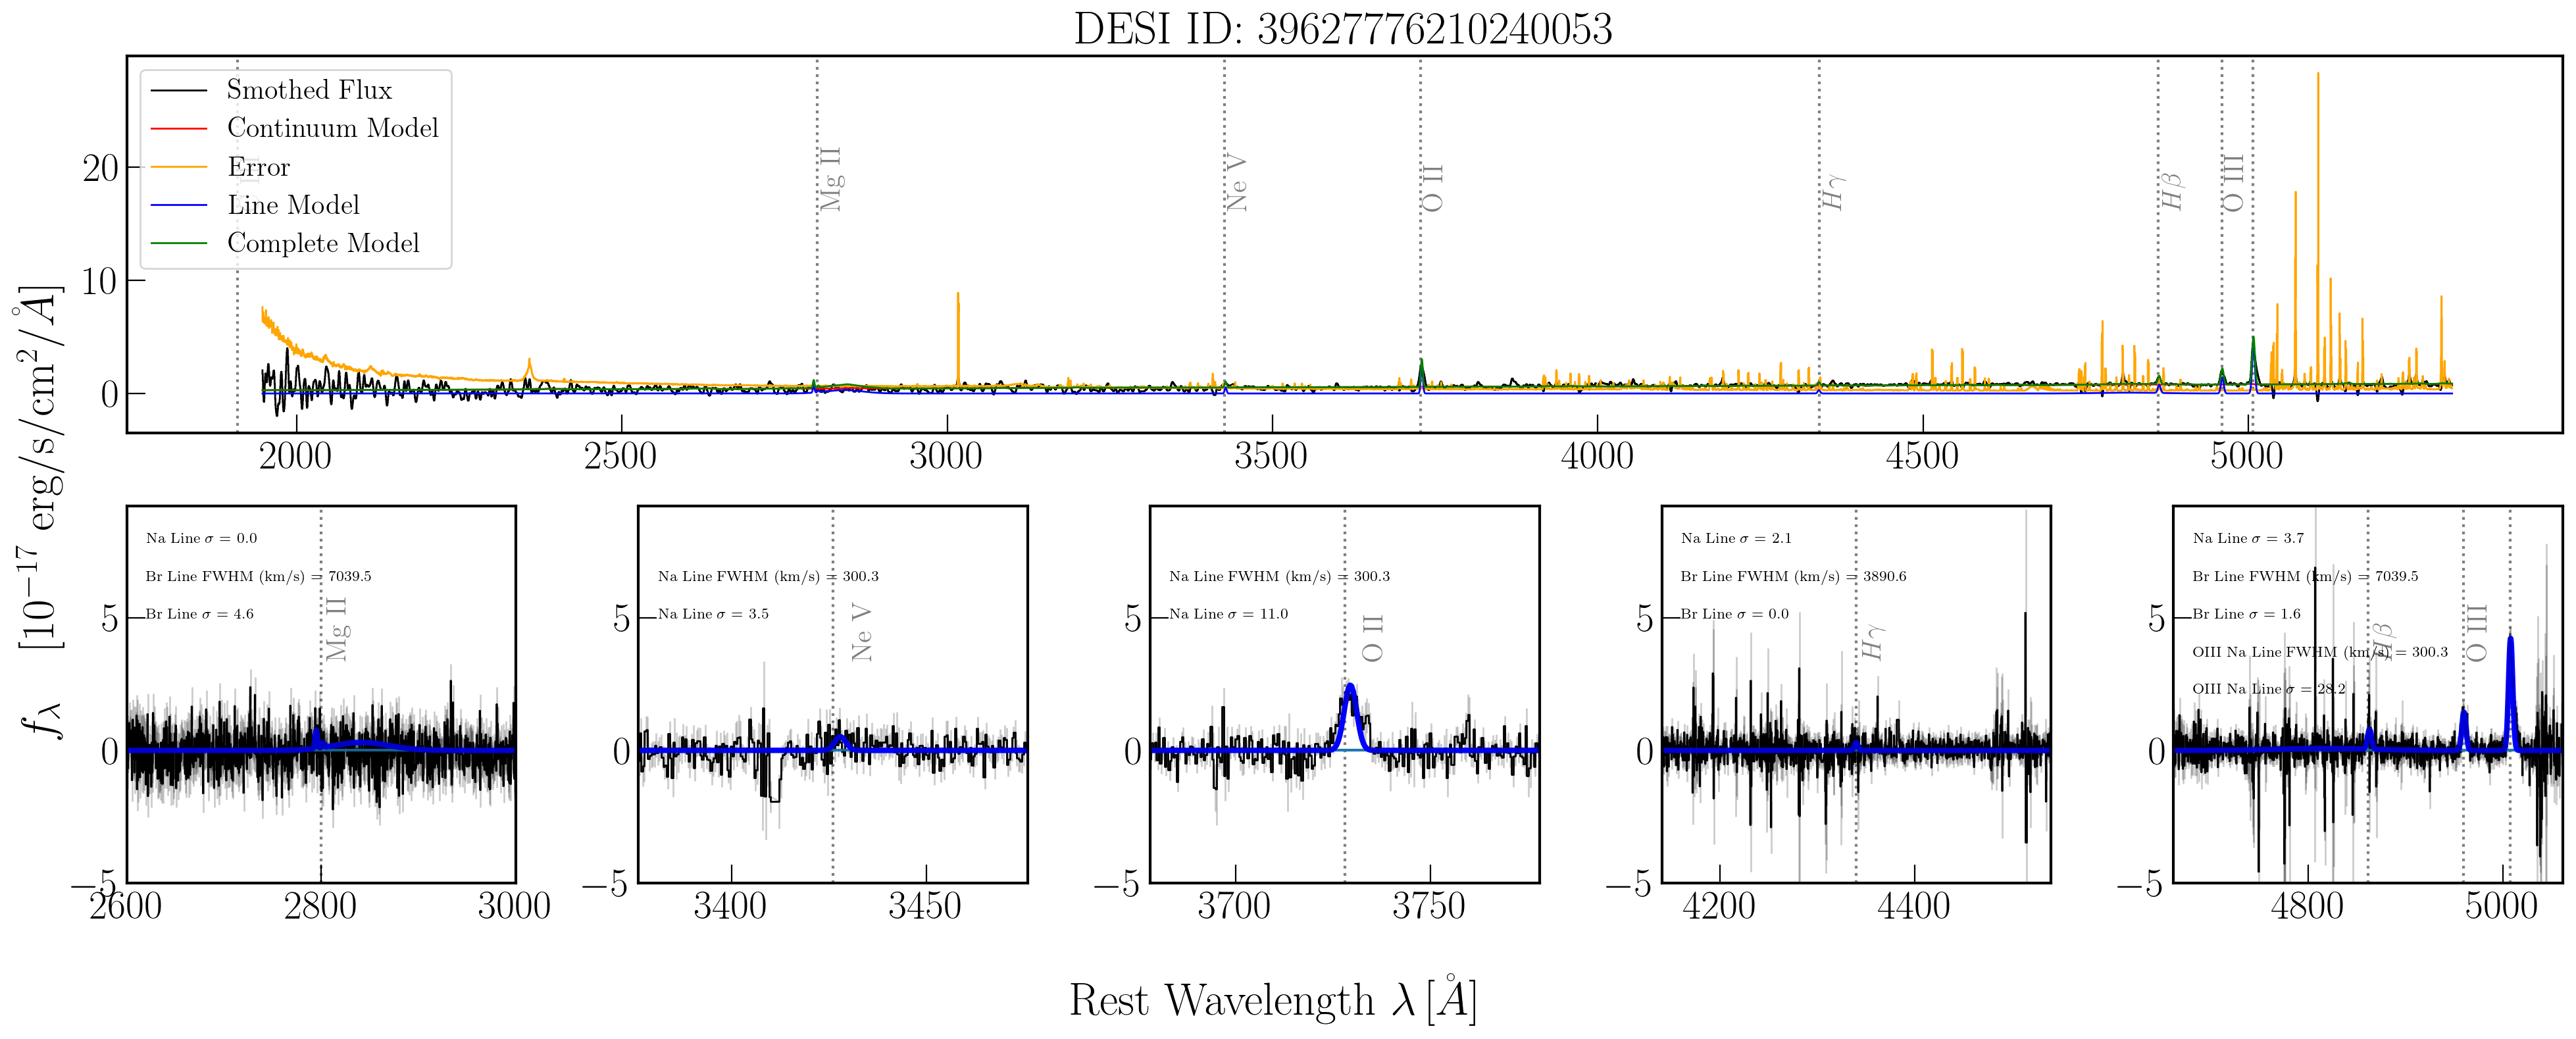 DESI ID: 39627776210240053
Smothed Flux
Continuum Model
Error
Line Model
Complete Model
Mg II
Ne V
O II
Hγ
Hβ
O III
20
10
0
2000 2500 3000 3500 4000 4500 5000
f_λ [10^{-17} erg/s/cm^2/Å]
Na Line σ = 0.0
Br Line FWHM (km/s) = 7039.5
Br Line σ = 4.6
Mg II
5
0
−5
2600 2800 3000
Na Line FWHM (km/s) = 300.3
Na Line σ = 3.5
Ne V
5
0
−5
3400 3450
Na Line FWHM (km/s) = 300.3
Na Line σ = 11.0
O II
5
0
−5
3700 3750
Na Line σ = 2.1
Br Line FWHM (km/s) = 3890.6
Br Line σ = 0.0
Hγ
5
0
−5
4200 4400
Na Line σ = 3.7
Br Line FWHM (km/s) = 7039.5
Br Line σ = 1.6
OIII Na Line FWHM (km/s) = 300.3
OIII Na Line σ = 28.2
Hβ
O III
5
0
−5
4800 5000
Rest Wavelength λ [Å]